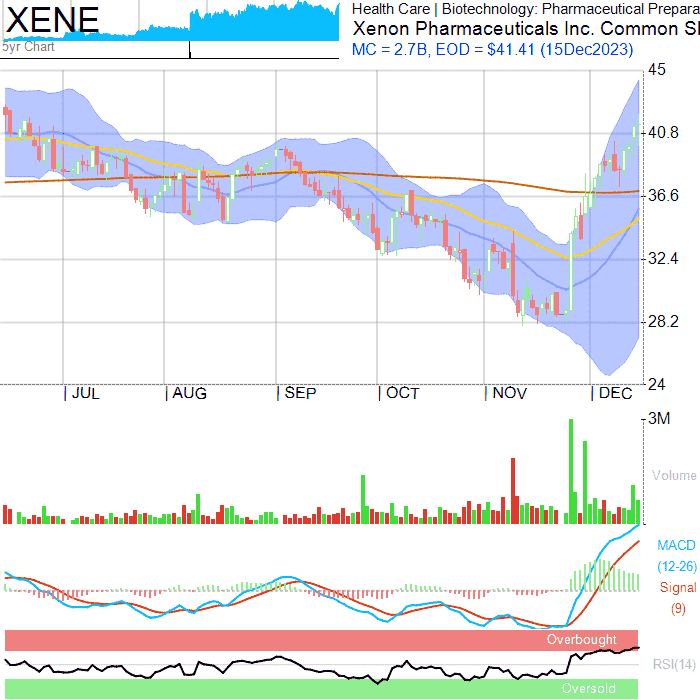 XENE
5yr Chart
Health Care | Biotechnology: Pharmaceutical Prepara
Xenon Pharmaceuticals Inc. Common S
MC = 2.7B, EOD = $41.41 (15Dec2023)
45
40.8
36.6
32.4
28.2
24
JUL AUG SEP OCT NOV DEC
3M
Volume
MACD
(12-26)
Signal
(9)
Overbought
RSI(14)
Oversold